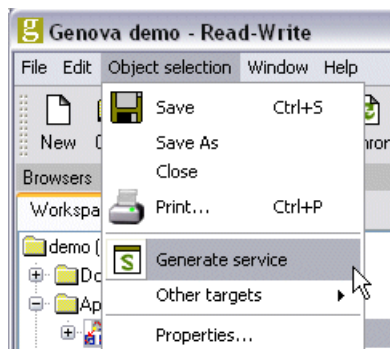 g Genova demo - Read-Write
File Edit Object selection Window Help
Save Ctrl+S
New
Save As
Close
Browsers
Print... Ctrl+P
Workspa
demo (
Generate service
Other targets
Properties...